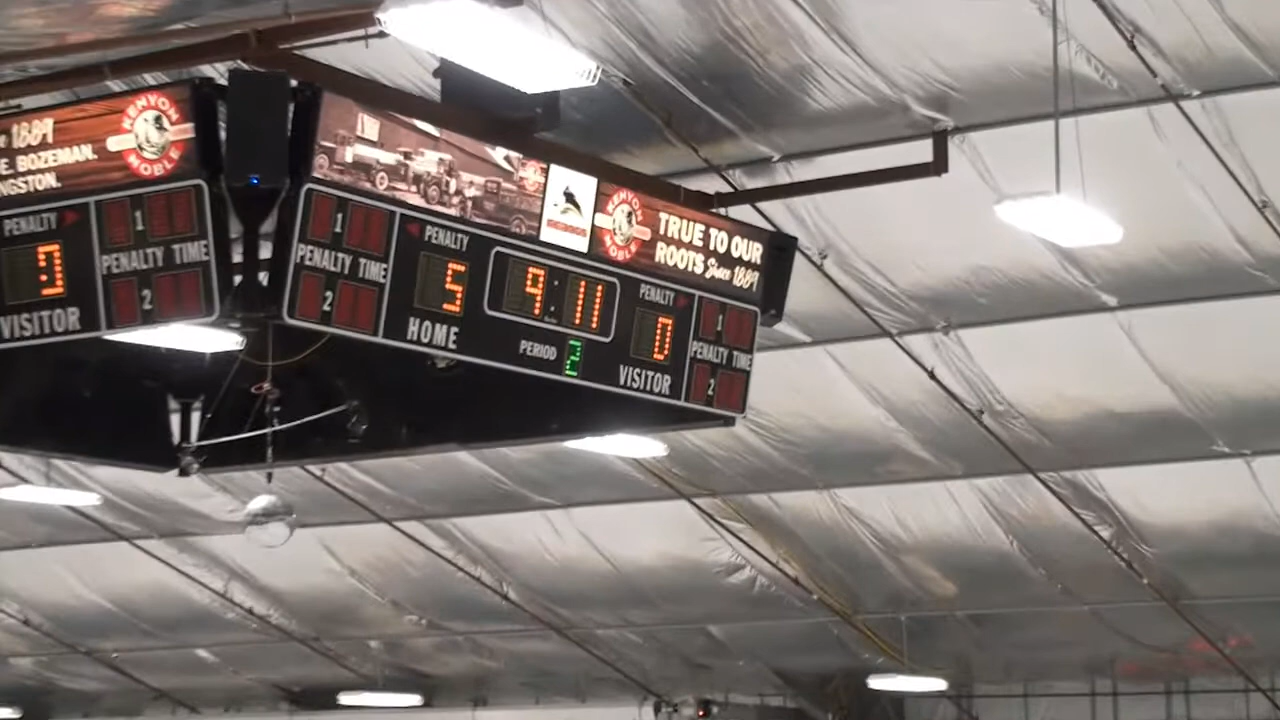 1889
E. BOZEMAN.
NGSTON.
KENYON
NOBLE
PENALTY
VISITOR
1
PENALTY TIME
2
1
PENALTY TIME
2
PENALTY
5
HOME
9:11
PERIOD 2
PENALTY
0
VISITOR
1
PENALTY TIME
2
KENYON
NOBLE
TRUE TO OUR
ROOTS Since 1889